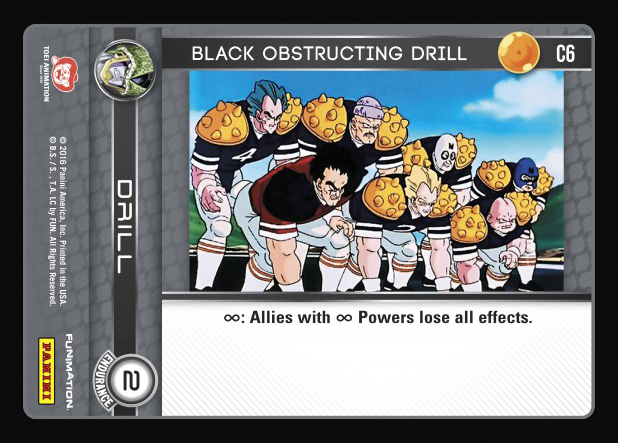 BLACK OBSTRUCTING DRILL
C6
TOEI ANIMATION
DRILL
© 2016 Panini America, Inc. Printed in the USA.
© B.S./S., T.A. LC by FUN. All Rights Reserved.
4
N
∞: Allies with ∞ Powers lose all effects.
FUNIMATION
PANINI
ENDURANCE
2